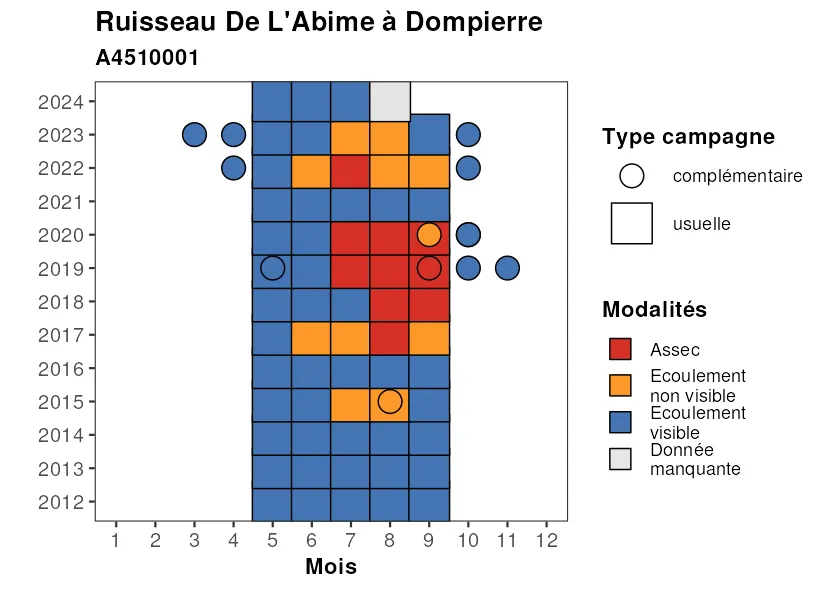 Ruisseau De L'Abime à Dompierre
A4510001
2024
2023
2022
2021
2020
2019
2018
2017
2016
2015
2014
2013
2012
1 2 3 4 5 6 7 8 9 10 11 12
Mois
Type campagne
complémentaire
usuelle
Modalités
Assec
Ecoulement
non visible
Ecoulement
visible
Donnée
manquante